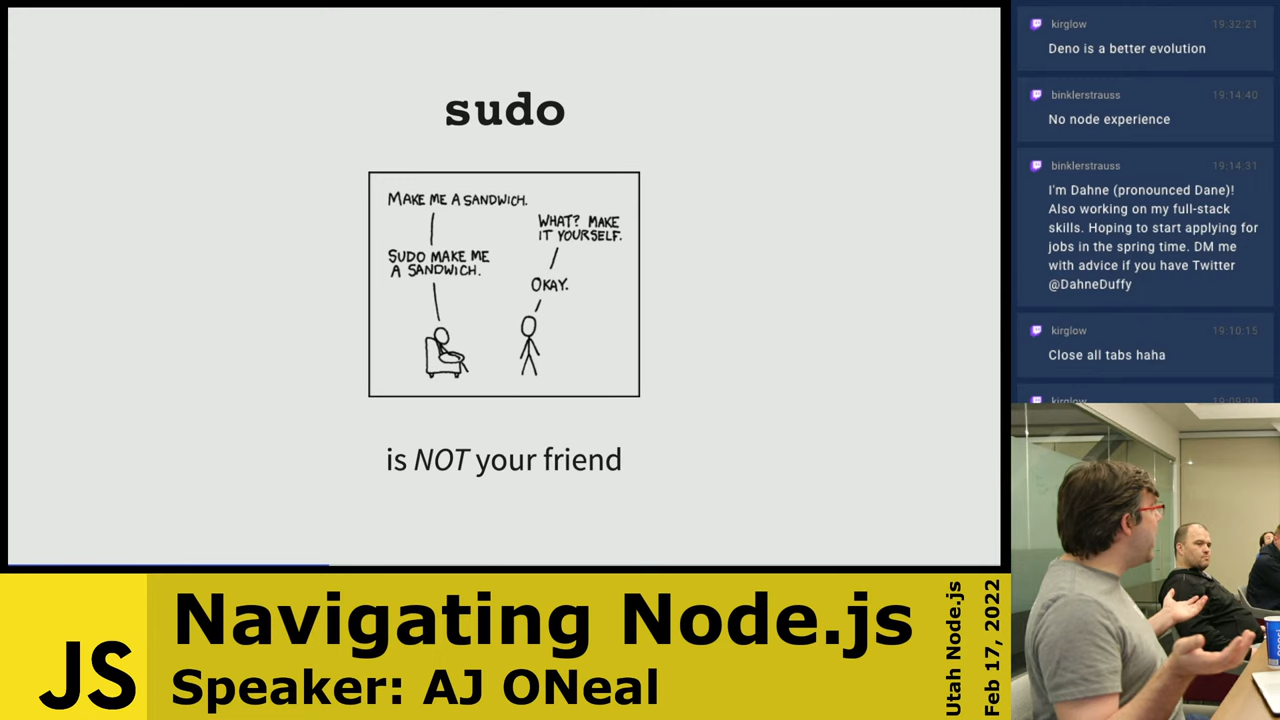 sudo
MAKE ME A SANDWICH.
WHAT? MAKE
IT YOURSELF.
SUDO MAKE ME
A SANDWICH.
OKAY.
is NOT your friend
kirglow 19:32:21
Deno is a better evolution
binklerstrauss 19:14:40
No node experience
binklerstrauss 19:14:31
I'm Dahne (pronounced Dane)!
Also working on my full-stack
skills. Hoping to start applying for
jobs in the spring time. DM me
with advice if you have Twitter
@DahneDuffy
kirglow 19:10:15
Close all tabs haha
kirglow 19:09:30
JS
Navigating Node.js
Speaker: AJ ONeal
Utah Node.js
Feb 17, 2022